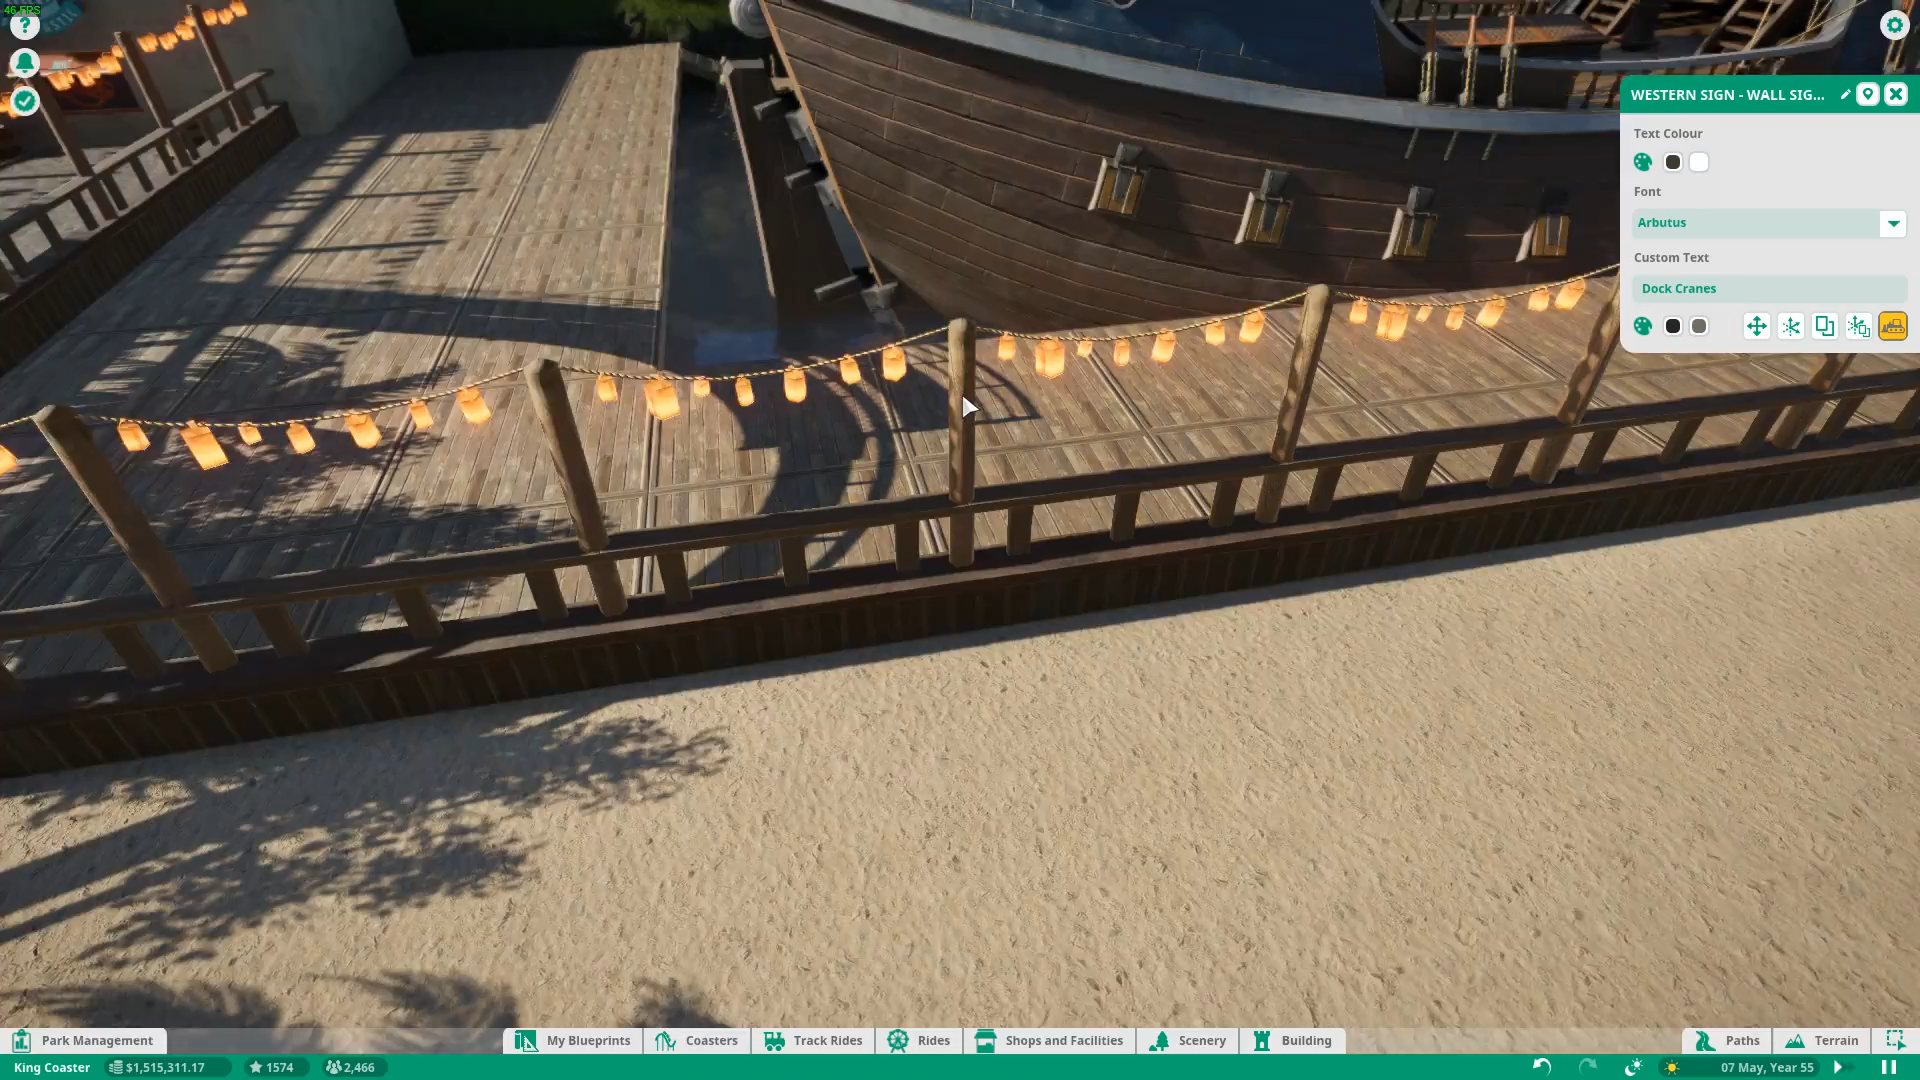 46 FPS
?
WESTERN SIGN - WALL SIG...
Text Colour
Font
Arbutus
Custom Text
Dock Cranes
Park Management
My Blueprints
Coasters
Track Rides
Rides
Shops and Facilities
Scenery
Building
Paths
Terrain
King Coaster
$1,515,311.17
1574
2,466
07 May, Year 55